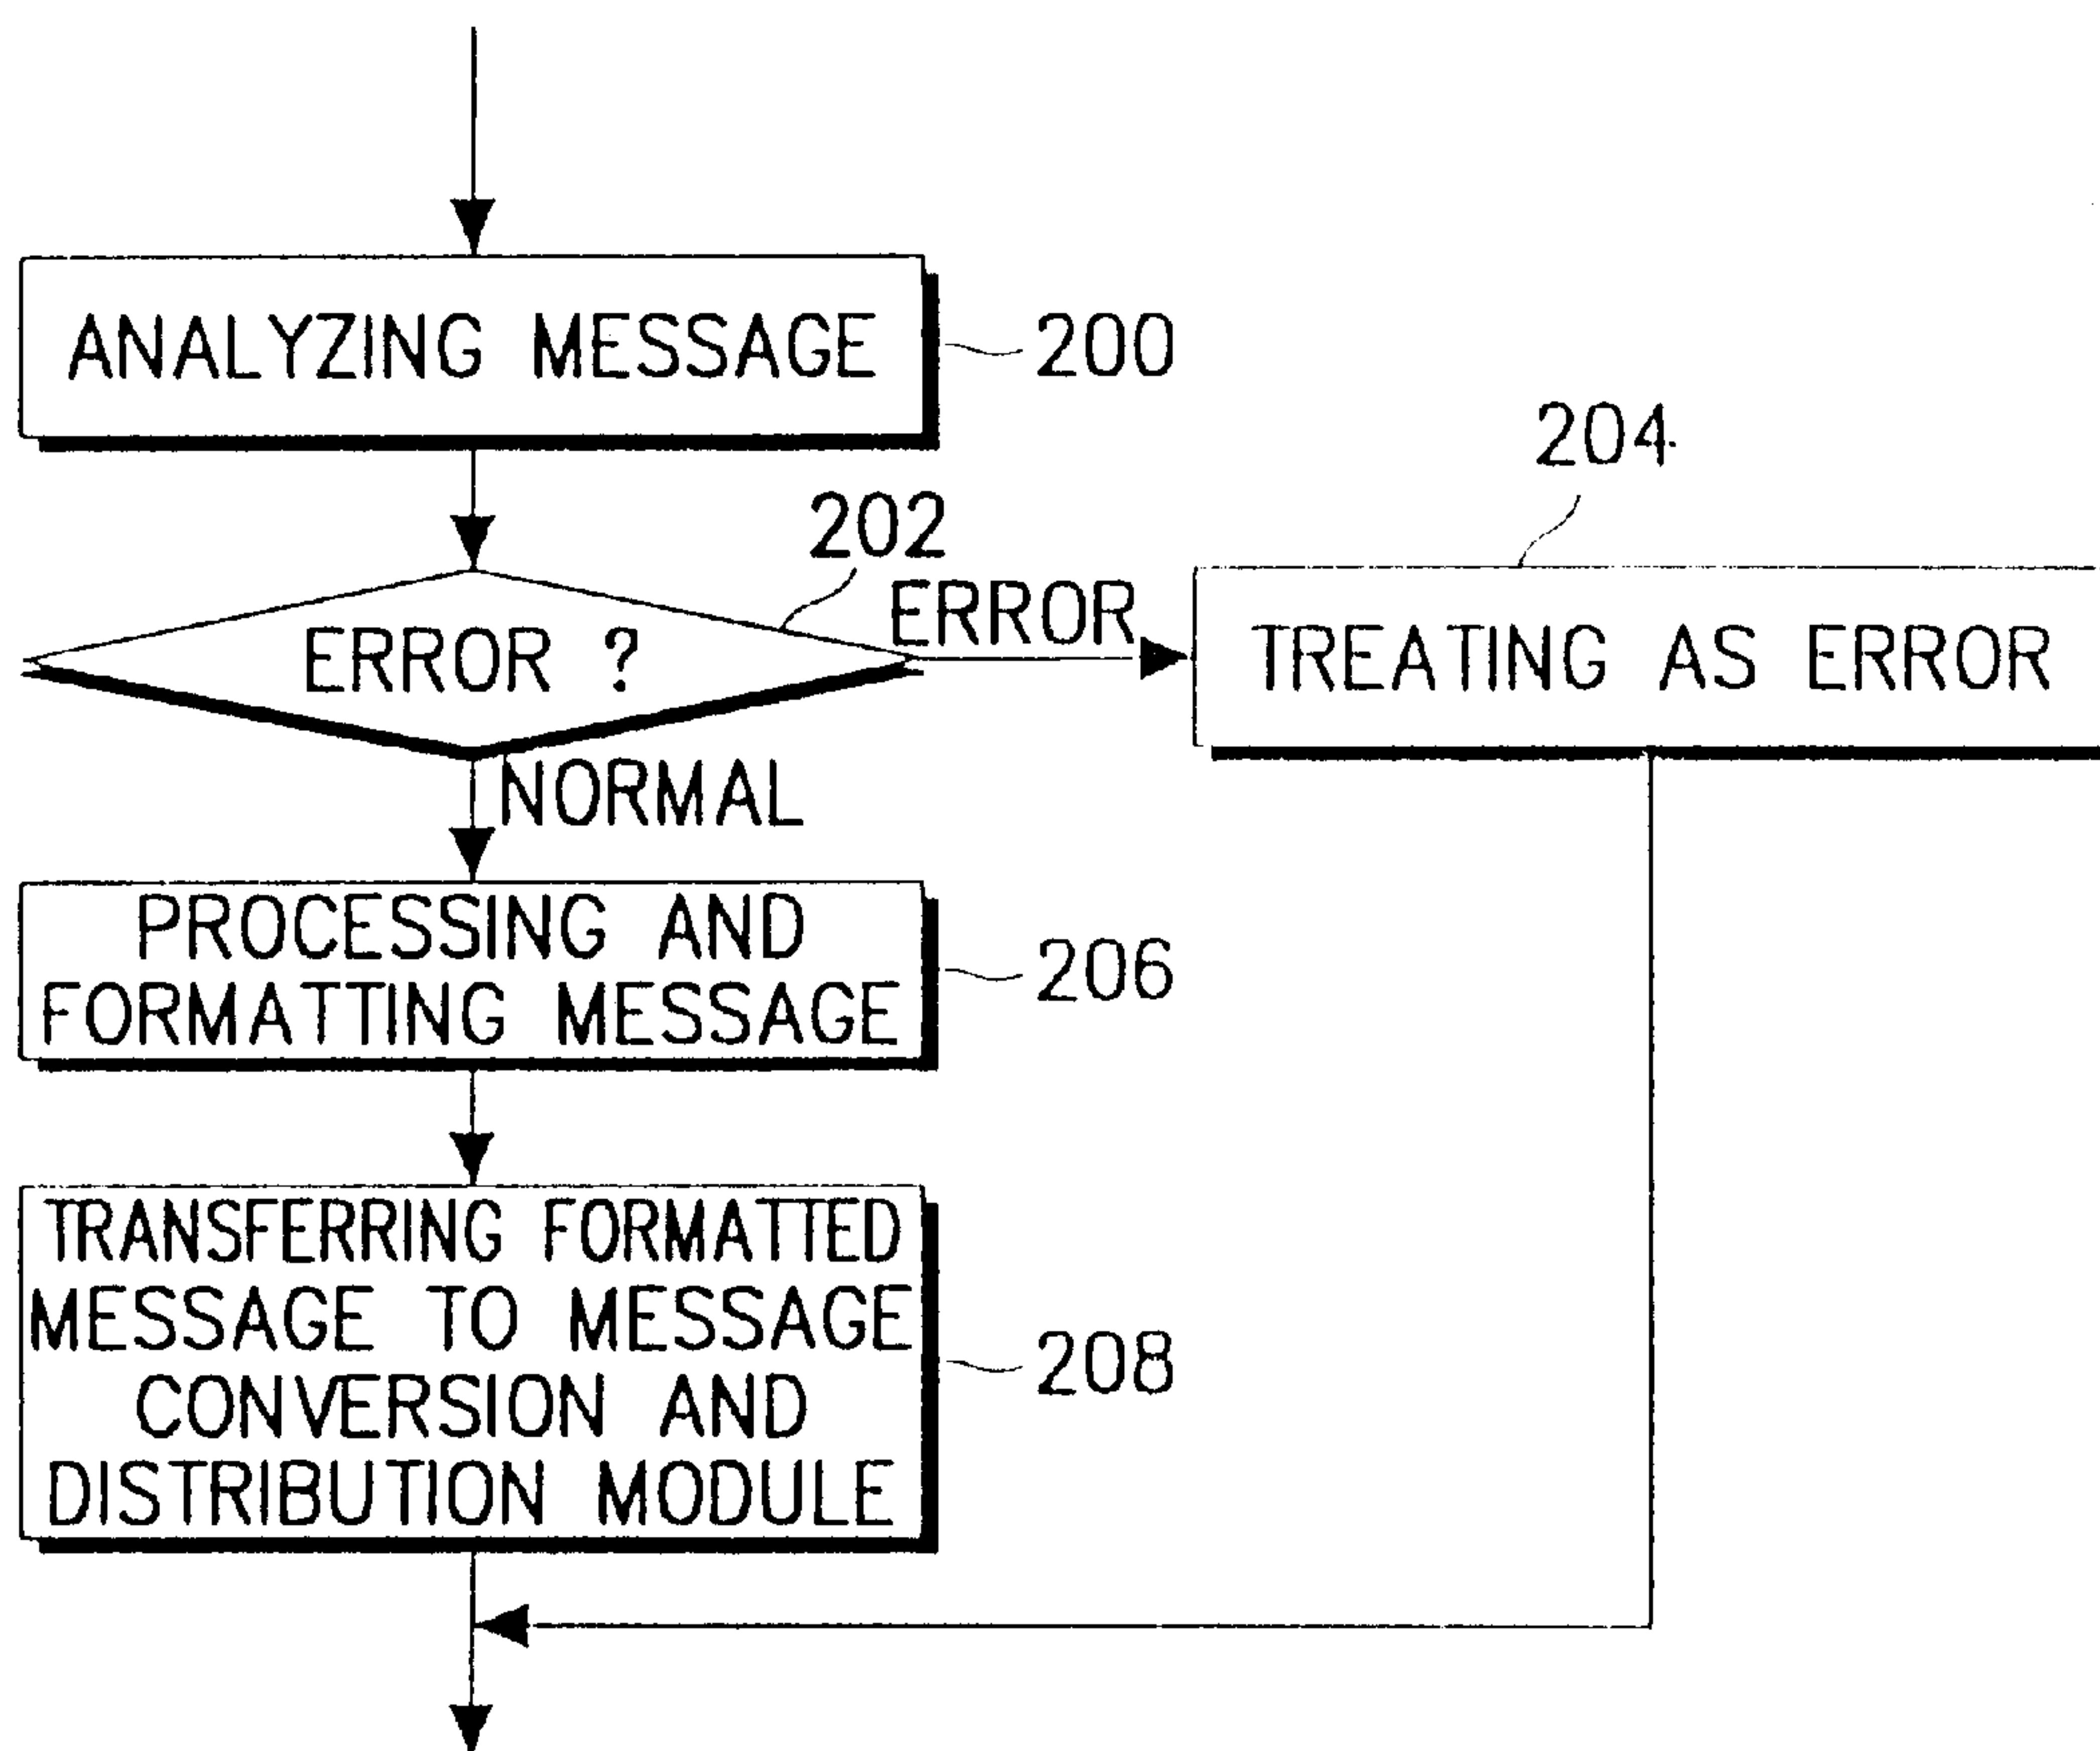 ANALYZING MESSAGE
200
204
202
ERROR ?
ERROR
TREATING AS ERROR
NORMAL
PROCESSING AND
FORMATTING MESSAGE
206
TRANSFERRING FORMATTED
MESSAGE TO MESSAGE
CONVERSION AND
DISTRIBUTION MODULE
208